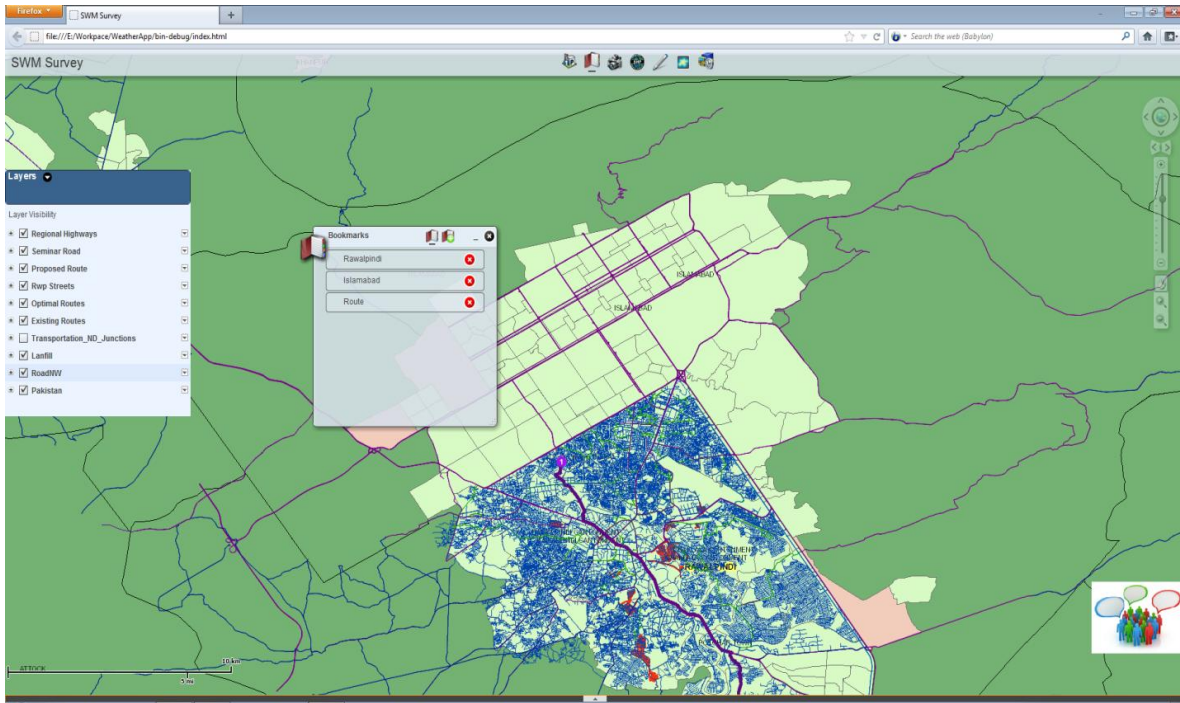 Firefox
SWM Survey
file:///E:/Workpace/WeatherApp/bin-debug/index.html
Search the web (Babylon)
SWM Survey
Layers
Layer Visibility
Regional Highways
Seminar Road
Proposed Route
Rwp Streets
Optimal Routes
Existing Routes
Transportation_ND_Junctions
Lanfill
RoadNW
Pakistan
Bookmarks
Rawalpindi
Islamabad
Route
ISLAMABAD
ISLAMABAD
RAWALPINDI
ATTOCK
10 km
5 mi